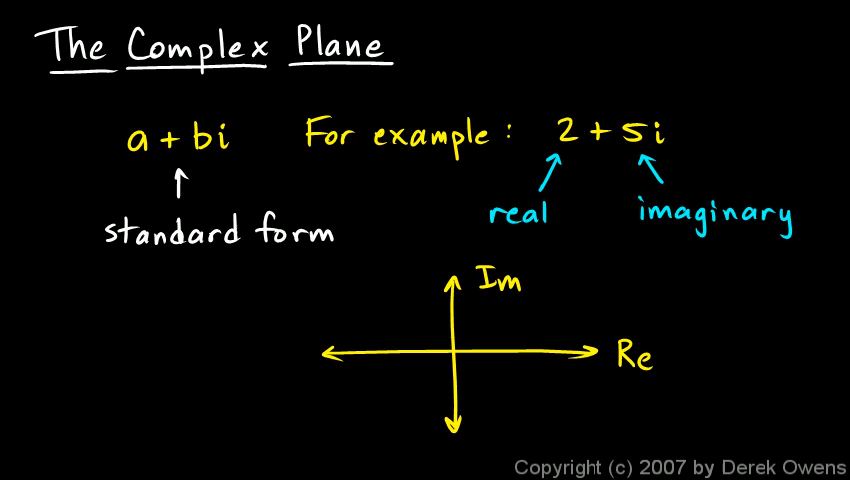 The Complex Plane
a + bi For example : 2 + 5i
standard form
real imaginary
Im
Re
Copyright (c) 2007 by Derek Owens